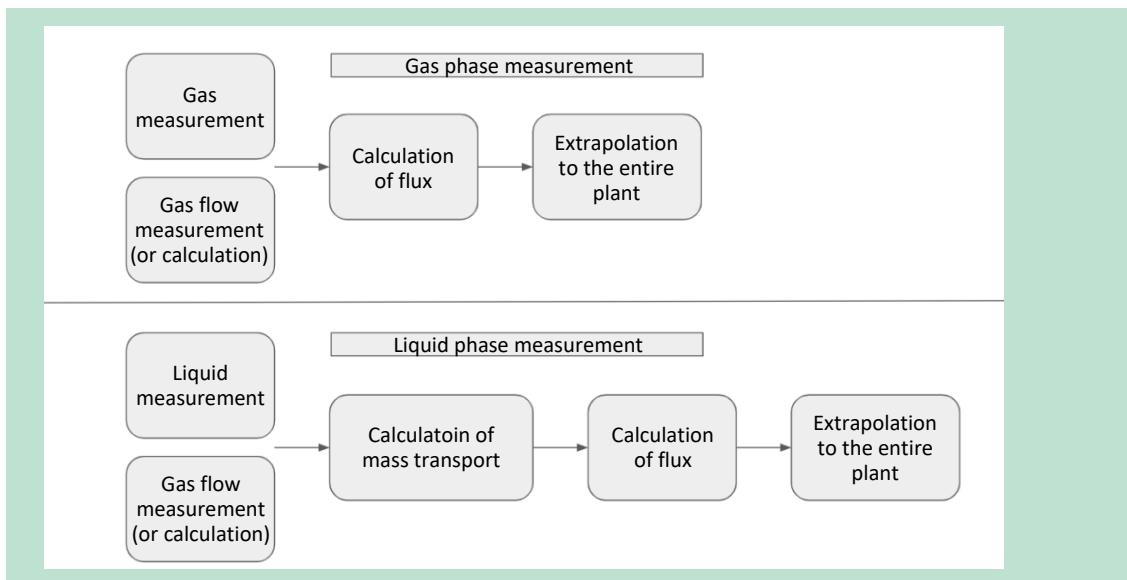 Gas phase measurement
Gas
measurement
Gas flow
measurement
(or calculation)
Calculation
of flux
Extrapolation
to the entire
plant
Liquid phase measurement
Liquid
measurement
Gas flow
measurement
(or calculation)
Calculatoin of
mass transport
Calculation
of flux
Extrapolation
to the entire
plant